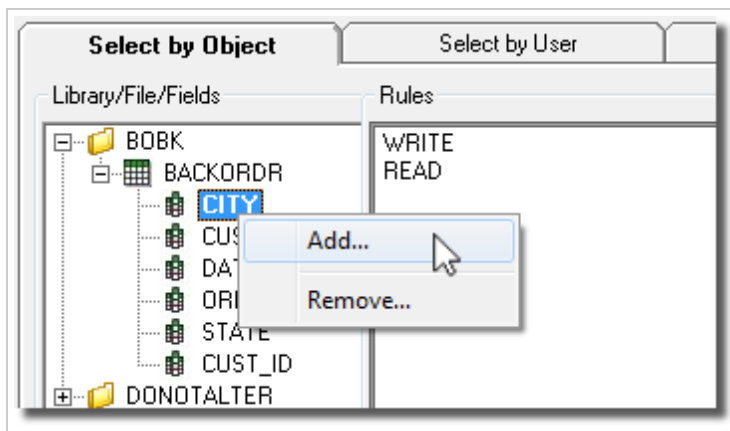 Select by Object
Select by User
Library/File/Fields
Rules
BOBK
BACKORDR
CITY
STATE
CUST_ID
DONOTALTER
WRITE
READ
Add...
Remove...